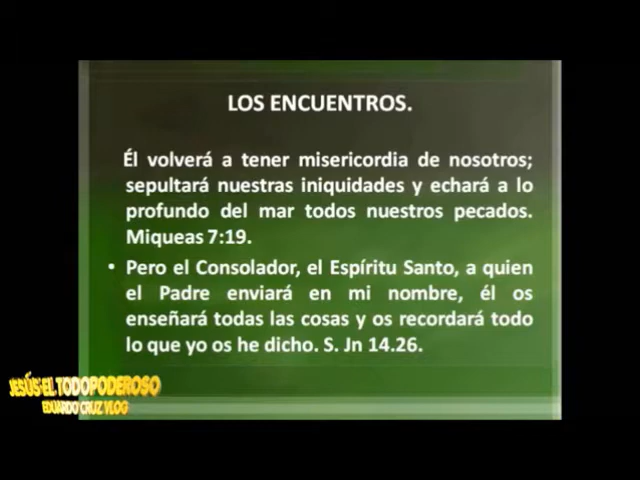 LOS ENCUENTROS.
Él volverá a tener misericordia de nosotros;
sepultará nuestras iniquidades y echará a lo
profundo del mar todos nuestros pecados.
Miqueas 7:19.
• Pero el Consolador, el Espíritu Santo, a quien
el Padre enviará en mi nombre, él os
enseñará todas las cosas y os recordará todo
lo que yo os he dicho. S. Jn 14.26.
JESÚS EL TODOPODEROSO
EDUARDO CRUZ VLOG